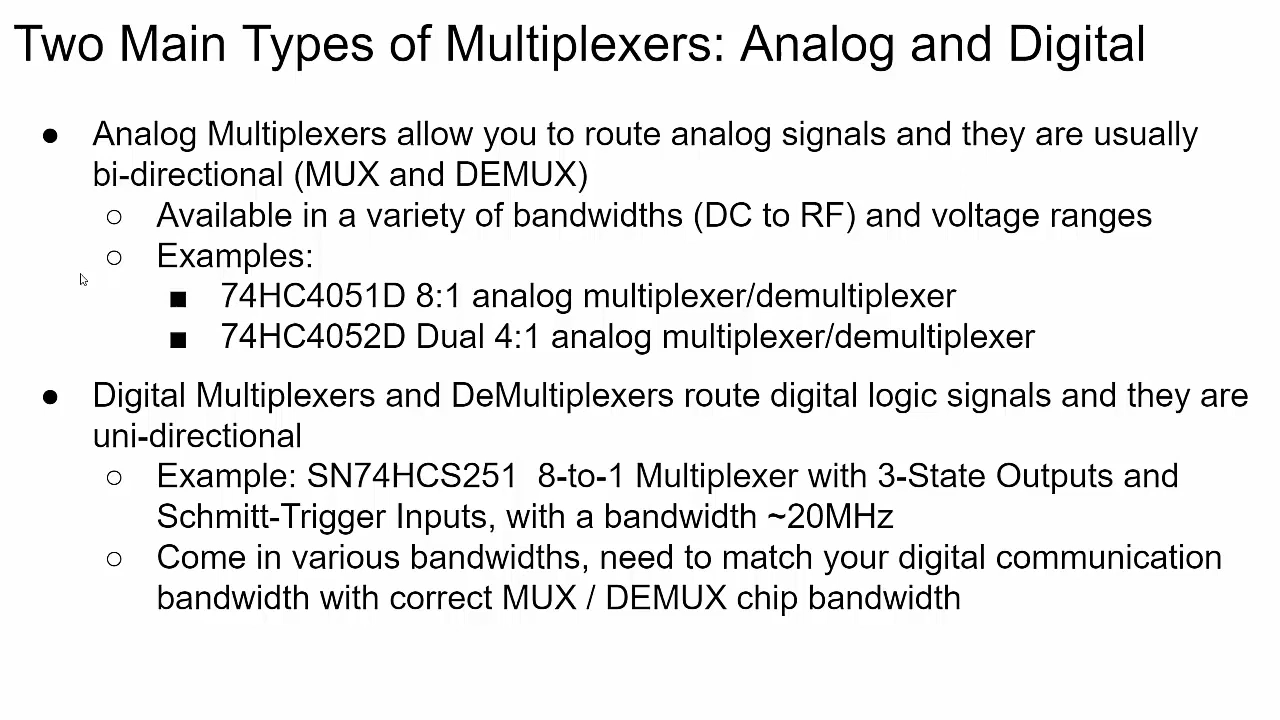 Two Main Types of Multiplexers: Analog and Digital
● Analog Multiplexers allow you to route analog signals and they are usually
bi-directional (MUX and DEMUX)
○ Available in a variety of bandwidths (DC to RF) and voltage ranges
○ Examples:
■ 74HC4051D 8:1 analog multiplexer/demultiplexer
■ 74HC4052D Dual 4:1 analog multiplexer/demultiplexer
● Digital Multiplexers and DeMultiplexers route digital logic signals and they are
uni-directional
○ Example: SN74HCS251  8-to-1 Multiplexer with 3-State Outputs and
Schmitt-Trigger Inputs, with a bandwidth ~20MHz
○ Come in various bandwidths, need to match your digital communication
bandwidth with correct MUX / DEMUX chip bandwidth